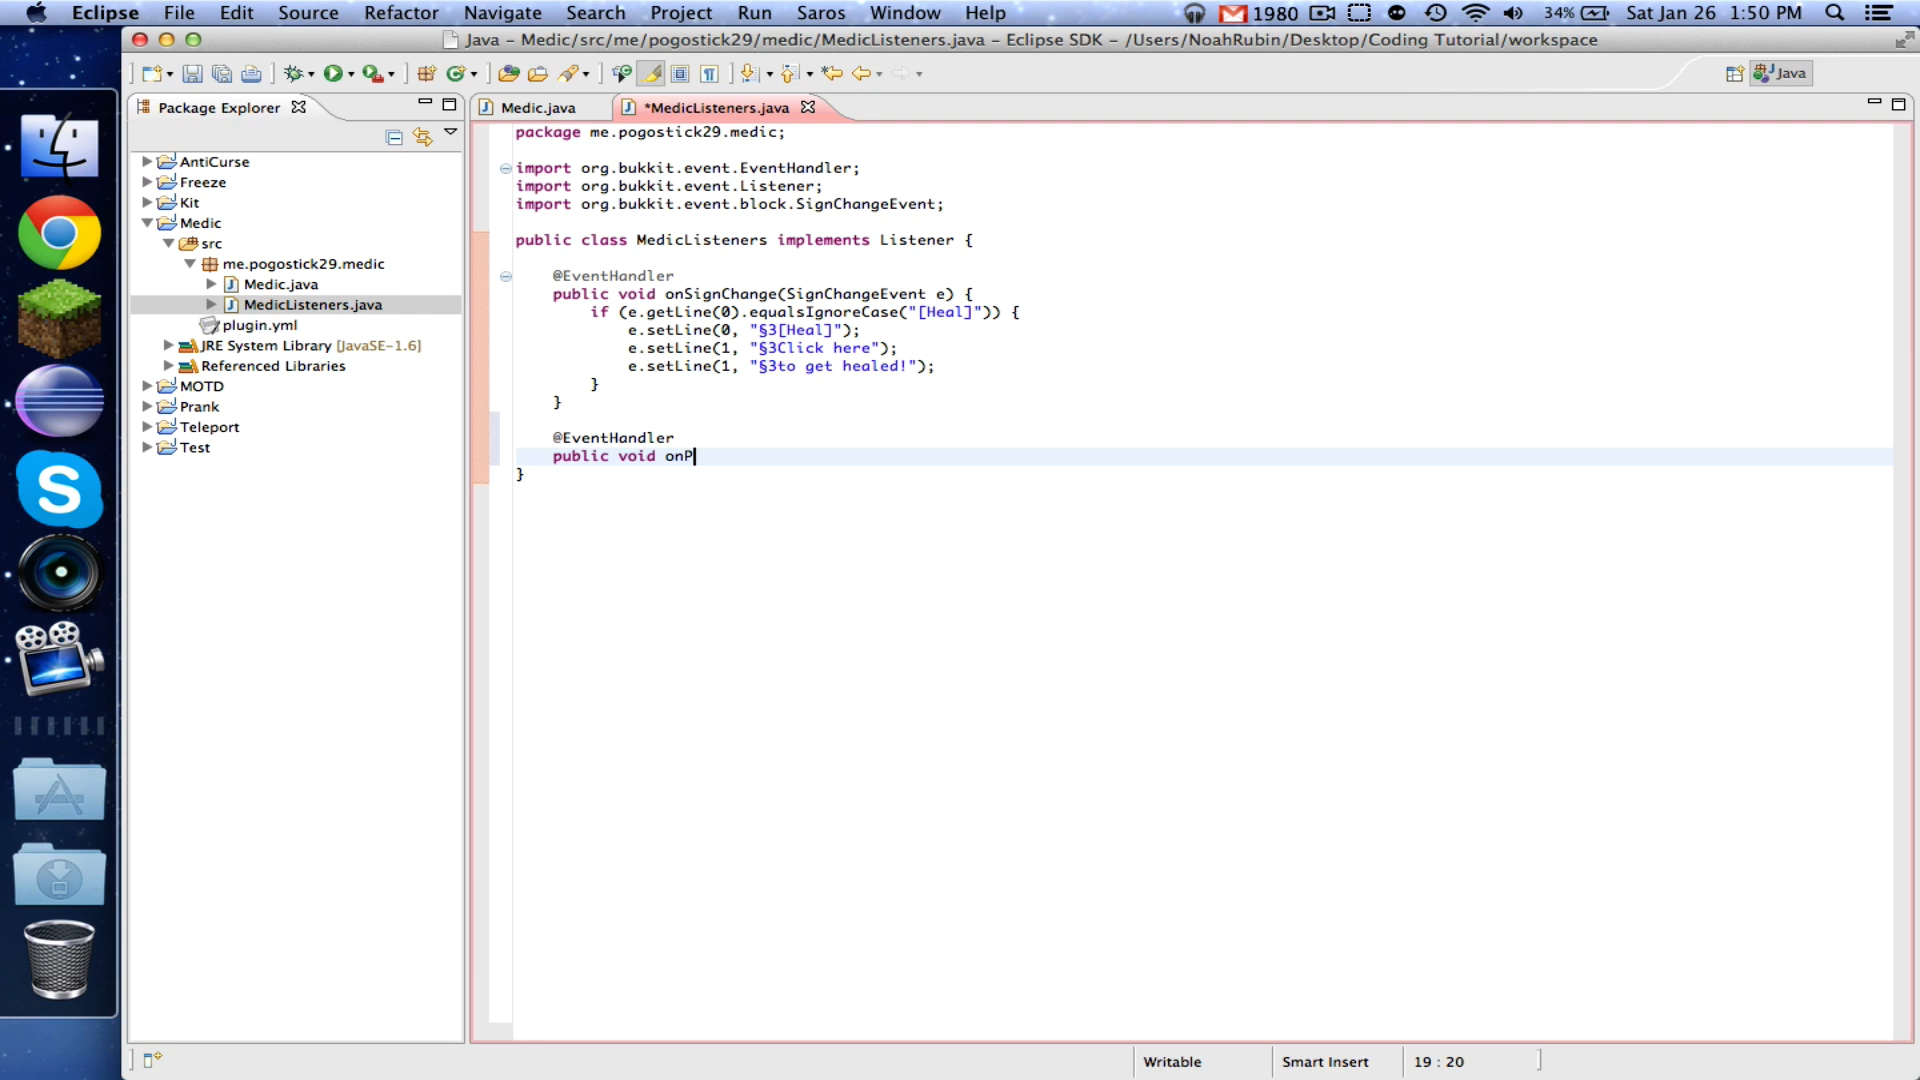 Eclipse File Edit Source Refactor Navigate Search Project Run Saros Window Help 1980 34% Sat Jan 26 1:50 PM
Java - Medic/src/me/pogostick29/medic/MedicListeners.java - Eclipse SDK - /Users/NoahRubin/Desktop/Coding Tutorial/workspace
Java
Package Explorer
Medic.java
*MedicListeners.java
AntiCurse
Freeze
Kit
Medic
src
me.pogostick29.medic
Medic.java
MedicListeners.java
plugin.yml
JRE System Library [JavaSE-1.6]
Referenced Libraries
MOTD
Prank
Teleport
Test
package me.pogostick29.medic;
import org.bukkit.event.EventHandler;
import org.bukkit.event.Listener;
import org.bukkit.event.block.SignChangeEvent;
public class MedicListeners implements Listener {
@EventHandler
public void onSignChange(SignChangeEvent e) {
if (e.getLine(0).equalsIgnoreCase("[Heal]")) {
e.setLine(0, "§3[Heal]");
e.setLine(1, "§3Click here");
e.setLine(1, "§3to get healed!");
}
}
@EventHandler
public void onP
}
Writable
Smart Insert
19 : 20